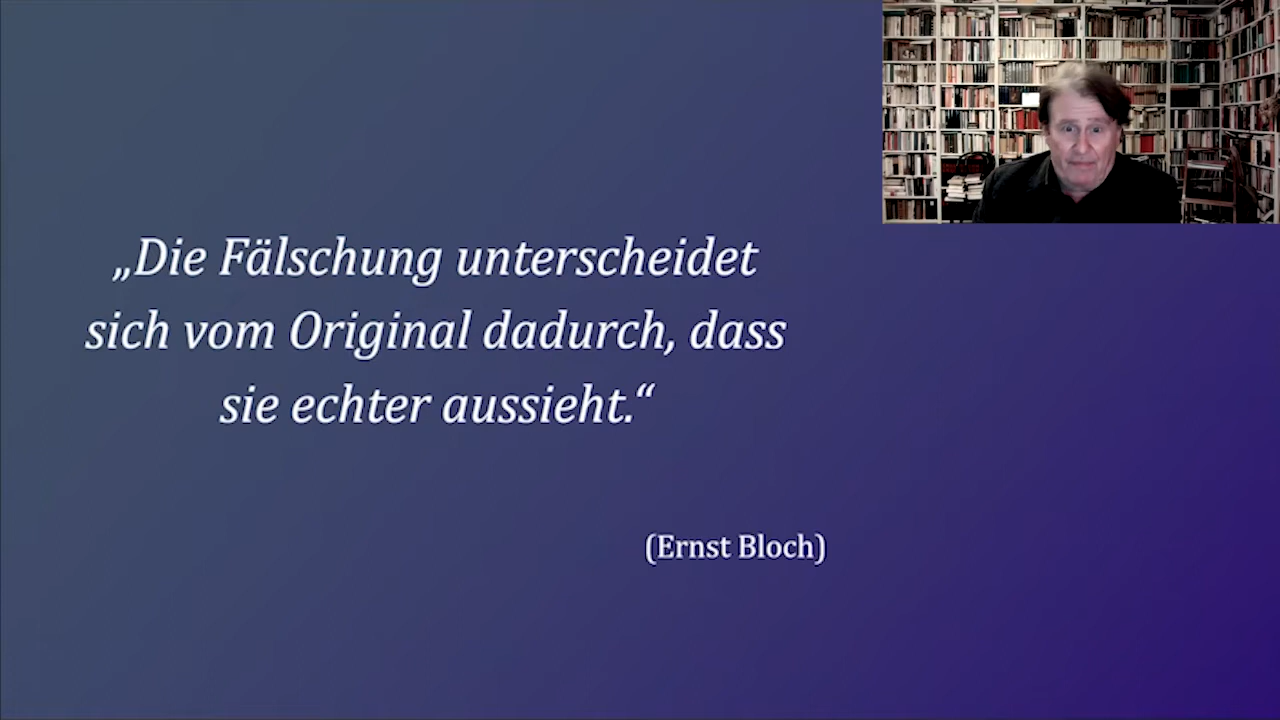 „Die Fälschung unterscheidet
sich vom Original dadurch, dass
sie echter aussieht.“
(Ernst Bloch)